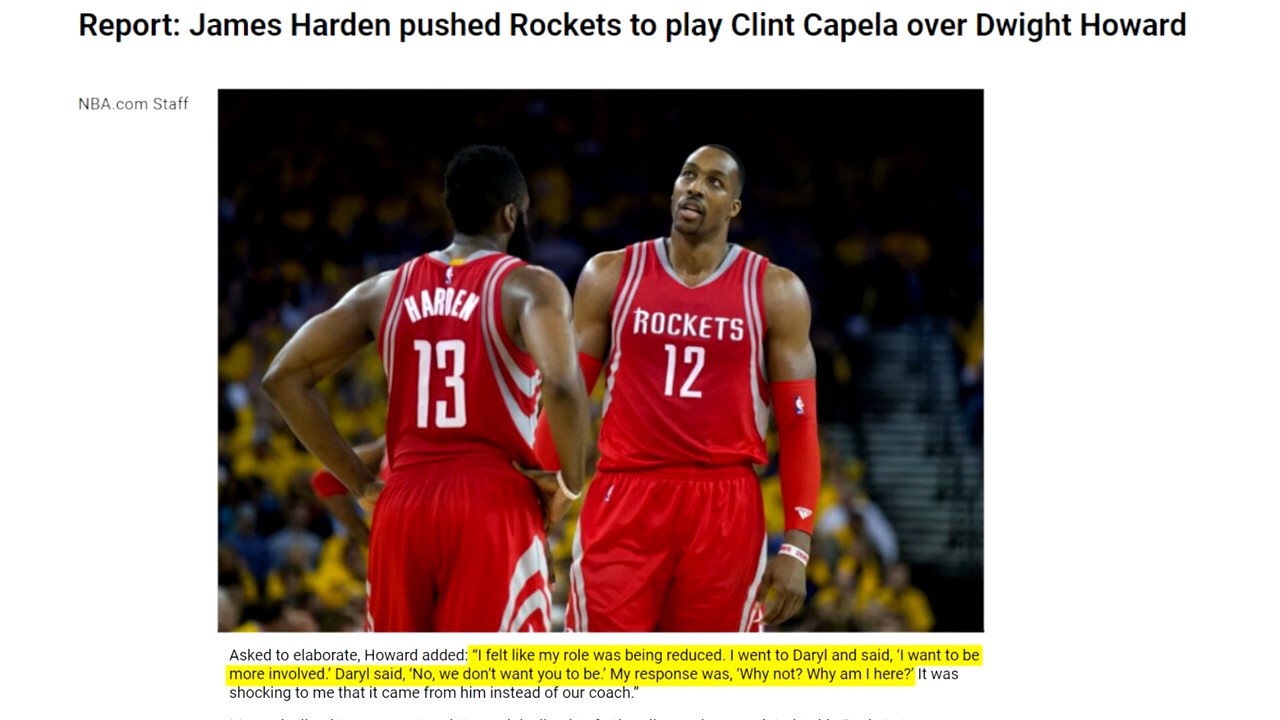 Report: James Harden pushed Rockets to play Clint Capela over Dwight Howard
NBA.com Staff
HARDEN
13
ROCKETS
12
Asked to elaborate, Howard added: “I felt like my role was being reduced. I went to Daryl and said, ‘I want to be
more involved.’ Daryl said, ‘No, we don’t want you to be.’ My response was, ‘Why not? Why am I here?’ It was
shocking to me that it came from him instead of our coach.”